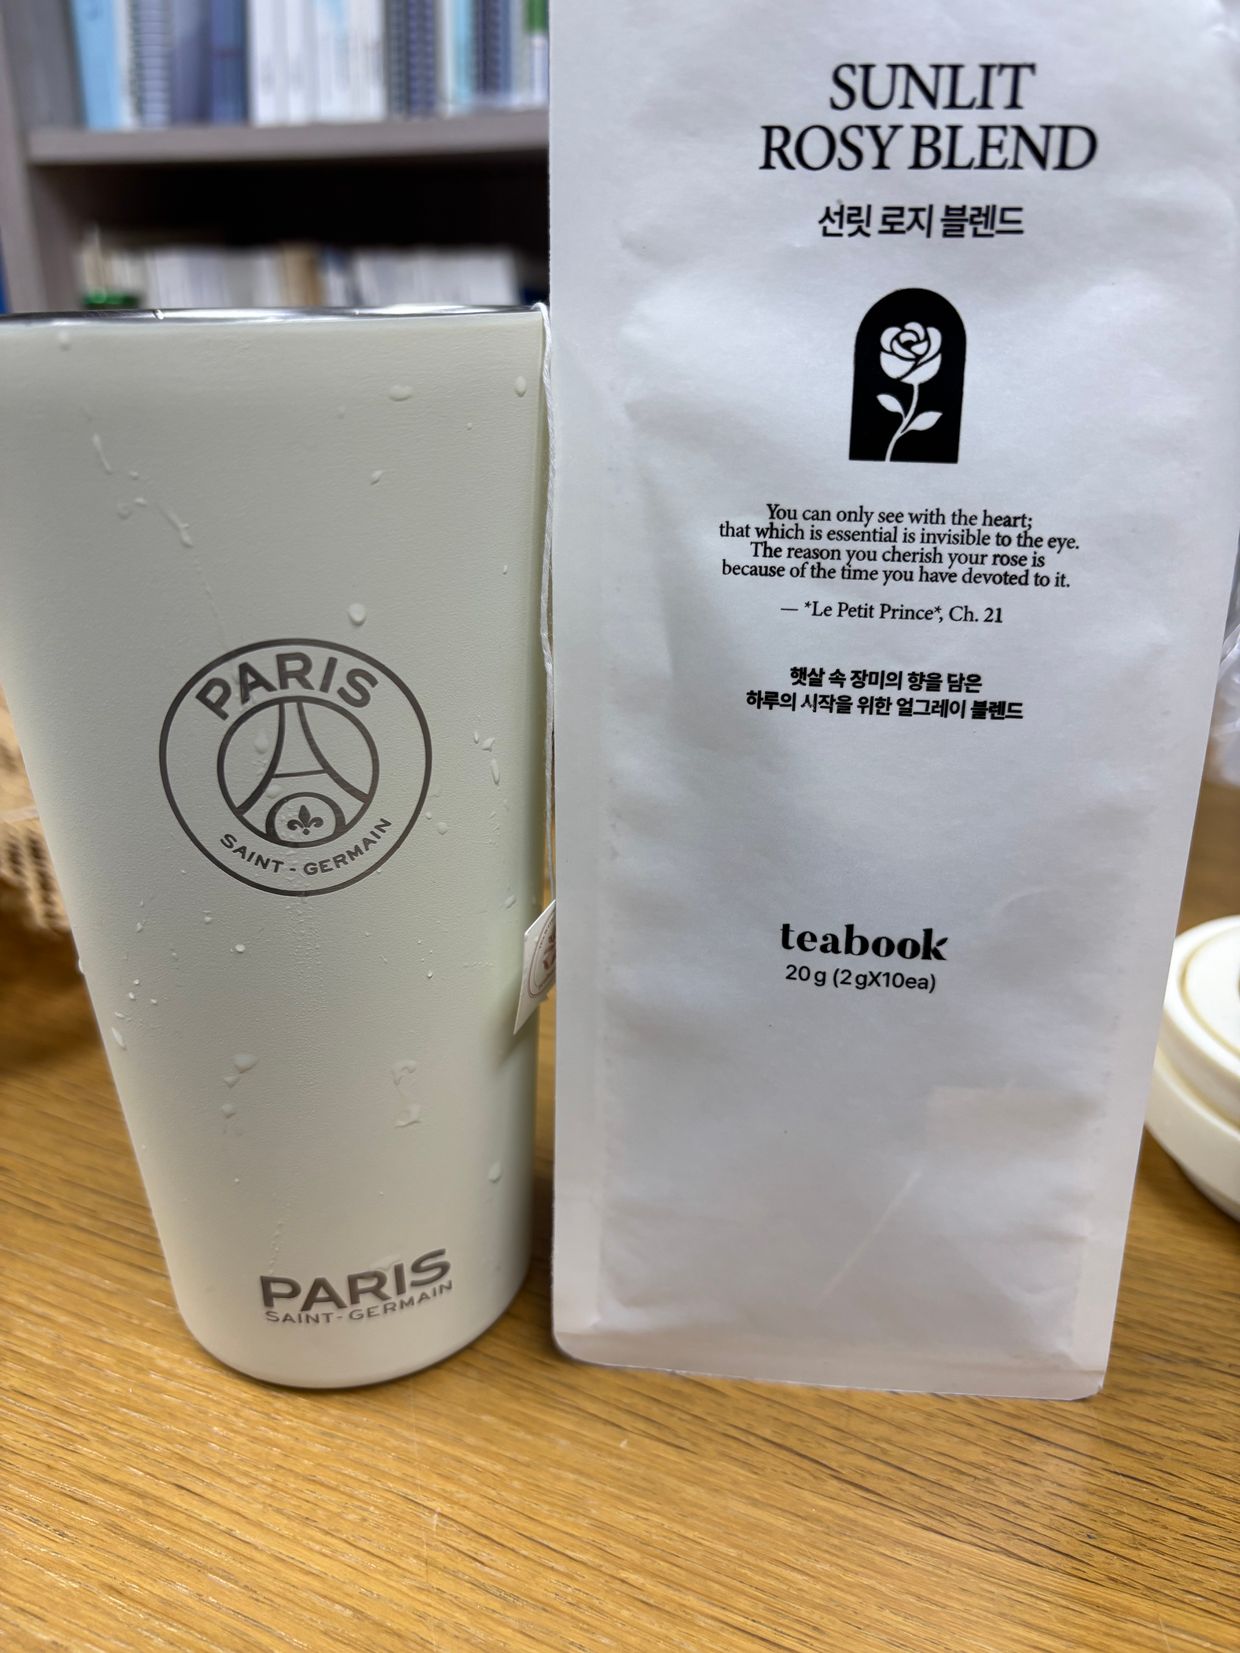 PARIS
SAINT-GERMAIN
PARIS
SAINT-GERMAIN
SUNLIT
ROSY BLEND
선릿 로지 블렌드
You can only see with the heart;
that which is essential is invisible to the eye.
The reason you cherish your rose is
because of the time you have devoted to it.
— *Le Petit Prince*, Ch. 21
햇살 속 장미의 향을 담은
하루의 시작을 위한 얼그레이 블렌드
teabook
20 g (2 gX10ea)